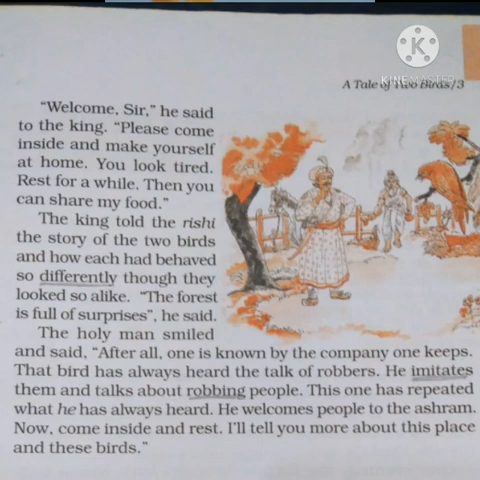 K
KINEMASTER
A Tale of Two Birds/3
"Welcome, Sir," he said
to the king. "Please come
inside and make yourself
at home. You look tired.
Rest for a while. Then you
can share my food."
The king told the rishi
the story of the two birds
and how each had behaved
so differently though they
looked so alike. "The forest
is full of surprises", he said.
The holy man smiled
and said, "After all, one is known by the company one keeps.
That bird has always heard the talk of robbers. He imitates
them and talks about robbing people. This one has repeated
what he has always heard. He welcomes people to the ashram.
Now, come inside and rest. I'll tell you more about this place
and these birds."